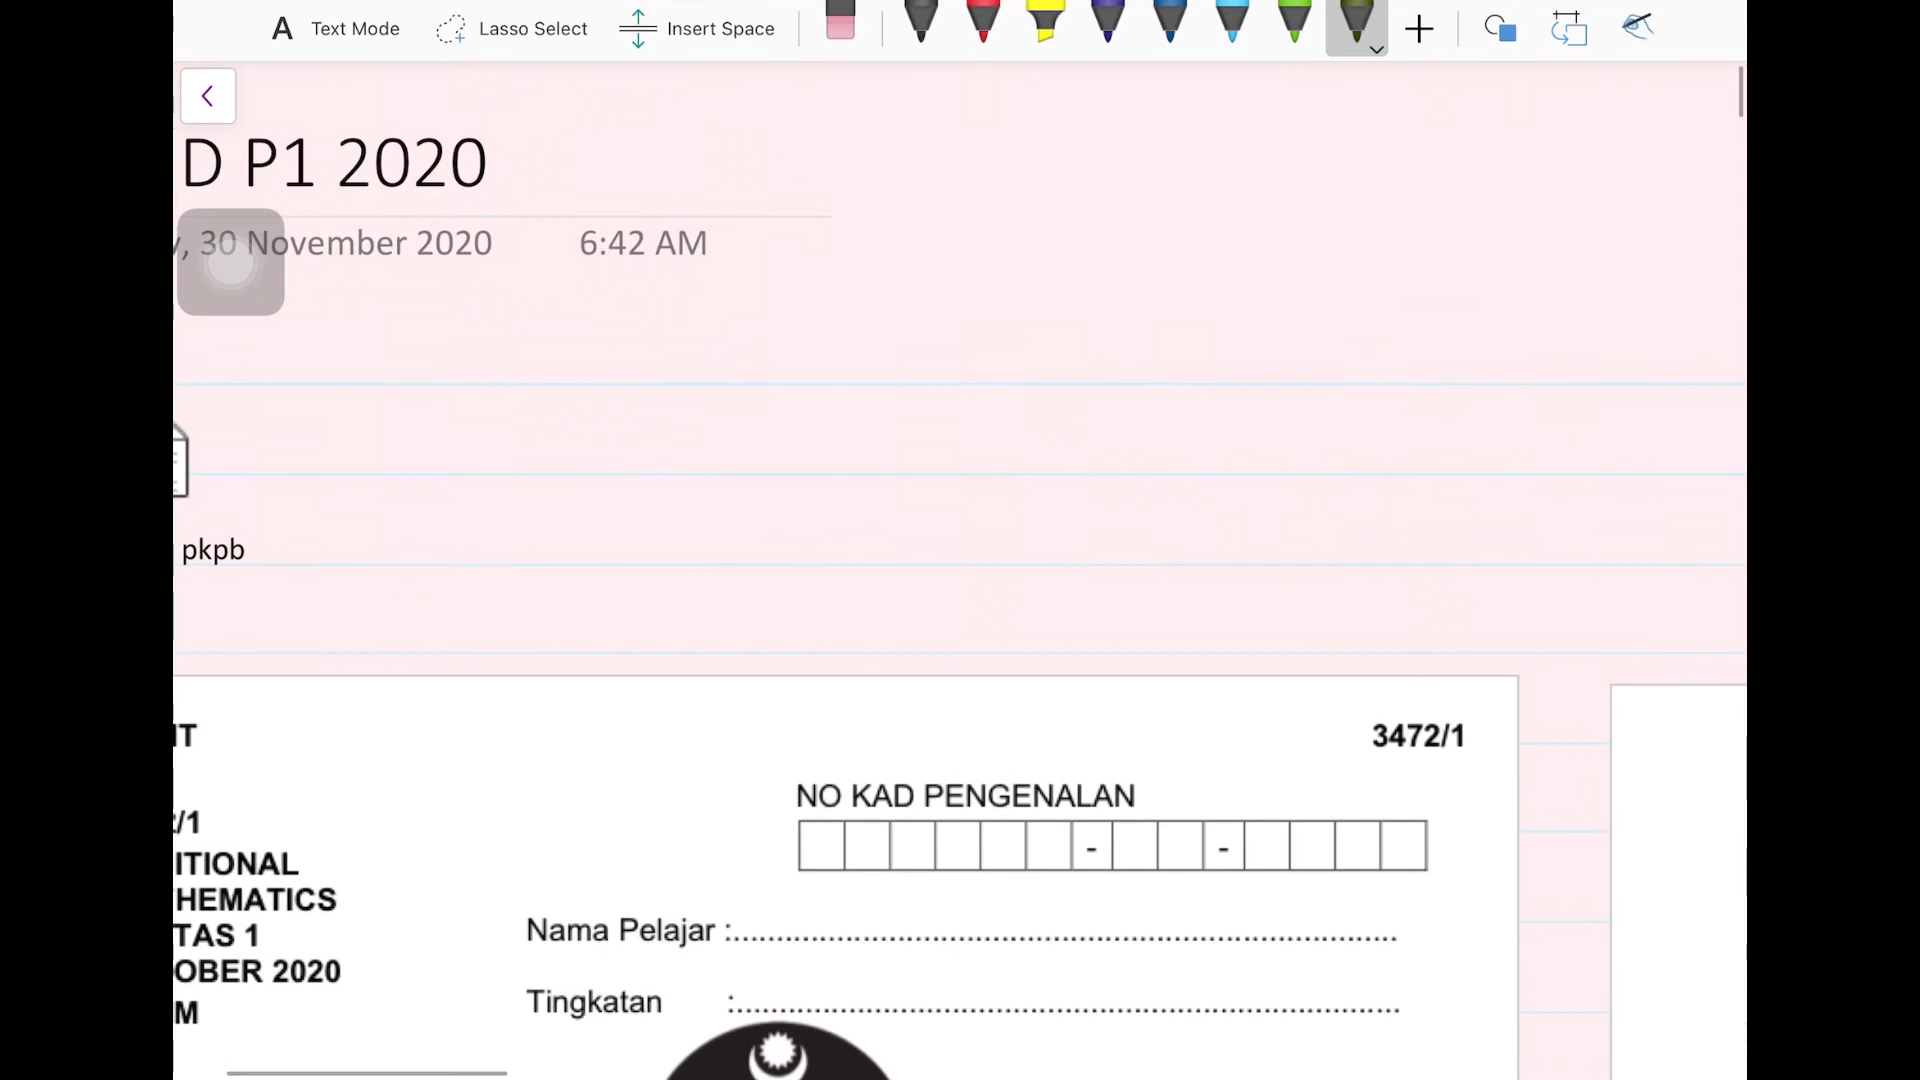 A Text Mode Lasso Select Insert Space
D P1 2020
, 30 November 2020 6:42 AM
pkpb
IT 3472/1
NO KAD PENGENALAN
- -
/1
ITIONAL
HEMATICS
TAS 1
OBER 2020
M
Nama Pelajar :..............................................................................
Tingkatan :..............................................................................